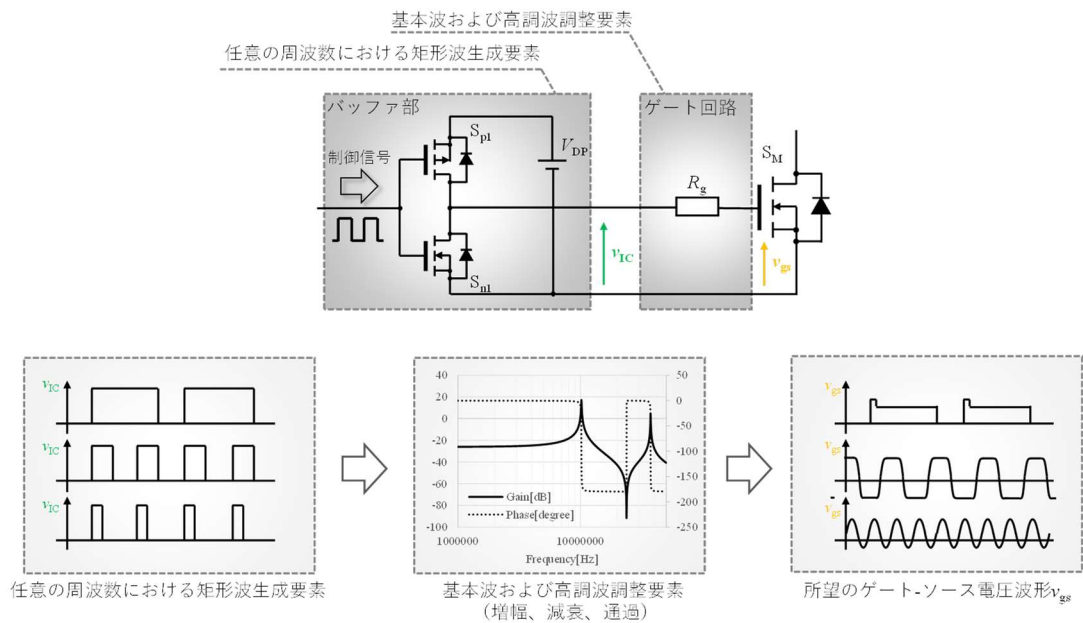 基本波および高調波調整要素
任意の周波数における矩形波生成要素
バッファ部
ゲート回路
Sp1
VDP
制御信号
SM
Rg
vIC
vgs
Sn1
vIC
vIC
vIC
40
20
0
-20
-40
-60
-80
-100
50
0
-50
-100
-150
-200
-250
Gain[dB]
Phase[degree]
1000000
10000000
Frequency[Hz]
vgs
vgs
vgs
任意の周波数における矩形波生成要素
基本波および高調波調整要素
（増幅、減衰、通過）
所望のゲート-ソース電圧波形vgs